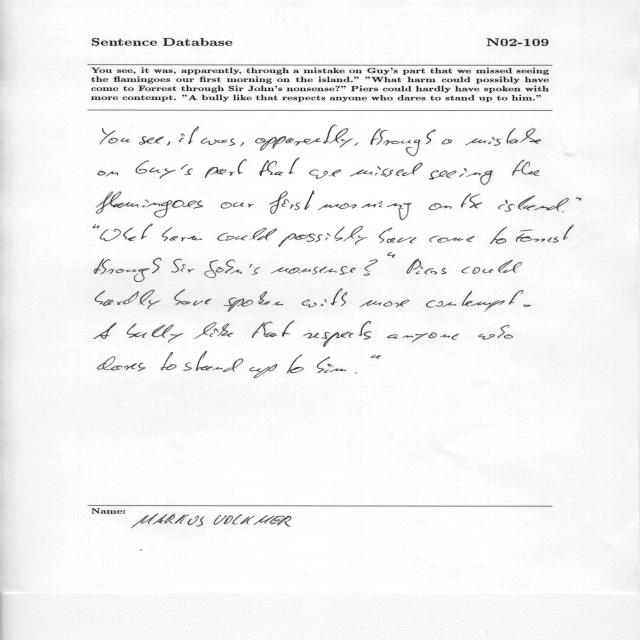 Sentence Database N02-109
You see, it was, apparently, through a mistake on Guy's part that we missed seeing
the flamingoes our first morning on the island." "What harm could possibly have
come to Forrest through Sir John's nonsense?" Piers could hardly have spoken with
more contempt. "A bully like that respects anyone who dares to stand up to him."
You see, it was, apparently, through a mistake
on Guy's part that we missed seeing the
flamingoes our first morning on the island."
"What harm could possibly have come to Forrest
through Sir John's nonsense?" Piers could
hardly have spoken with more contempt.
A bully like that respects anyone who
dares to stand up to him."
Name:
MARKUS VOLKMER